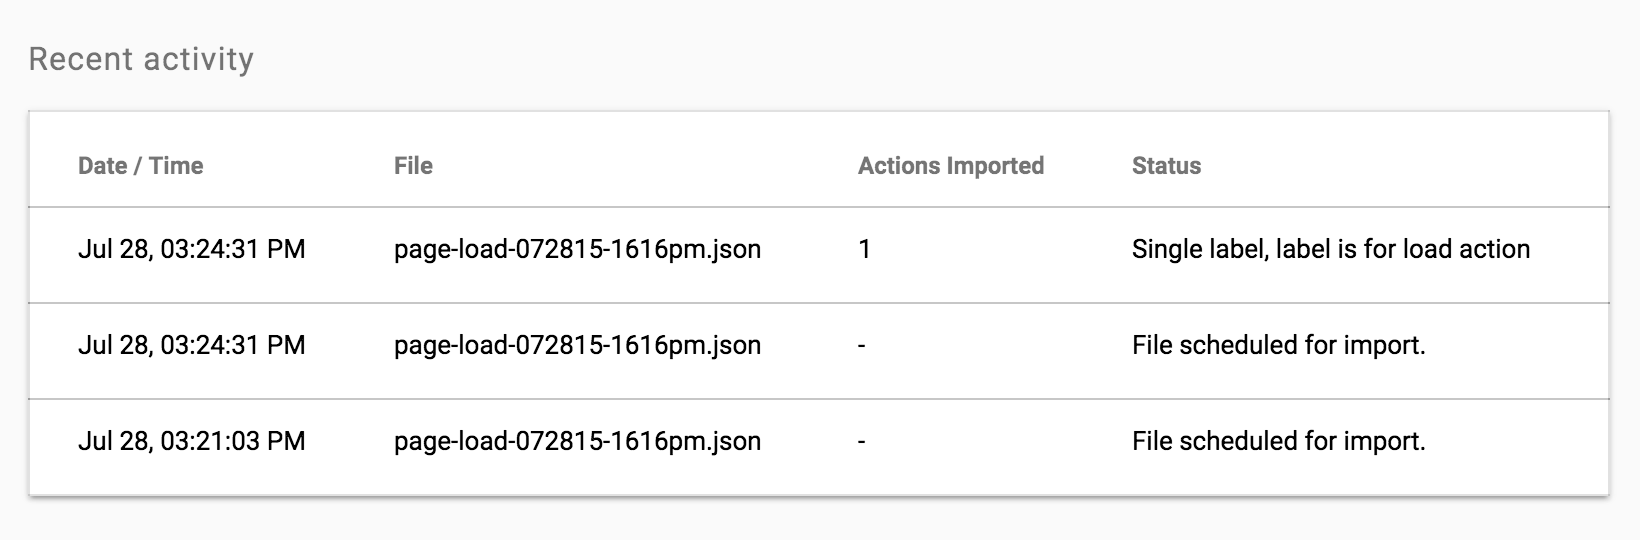 Recent activity
Date / Time File Actions Imported Status
Jul 28, 03:24:31 PM page-load-072815-1616pm.json 1 Single label, label is for load action
Jul 28, 03:24:31 PM page-load-072815-1616pm.json - File scheduled for import.
Jul 28, 03:21:03 PM page-load-072815-1616pm.json - File scheduled for import.